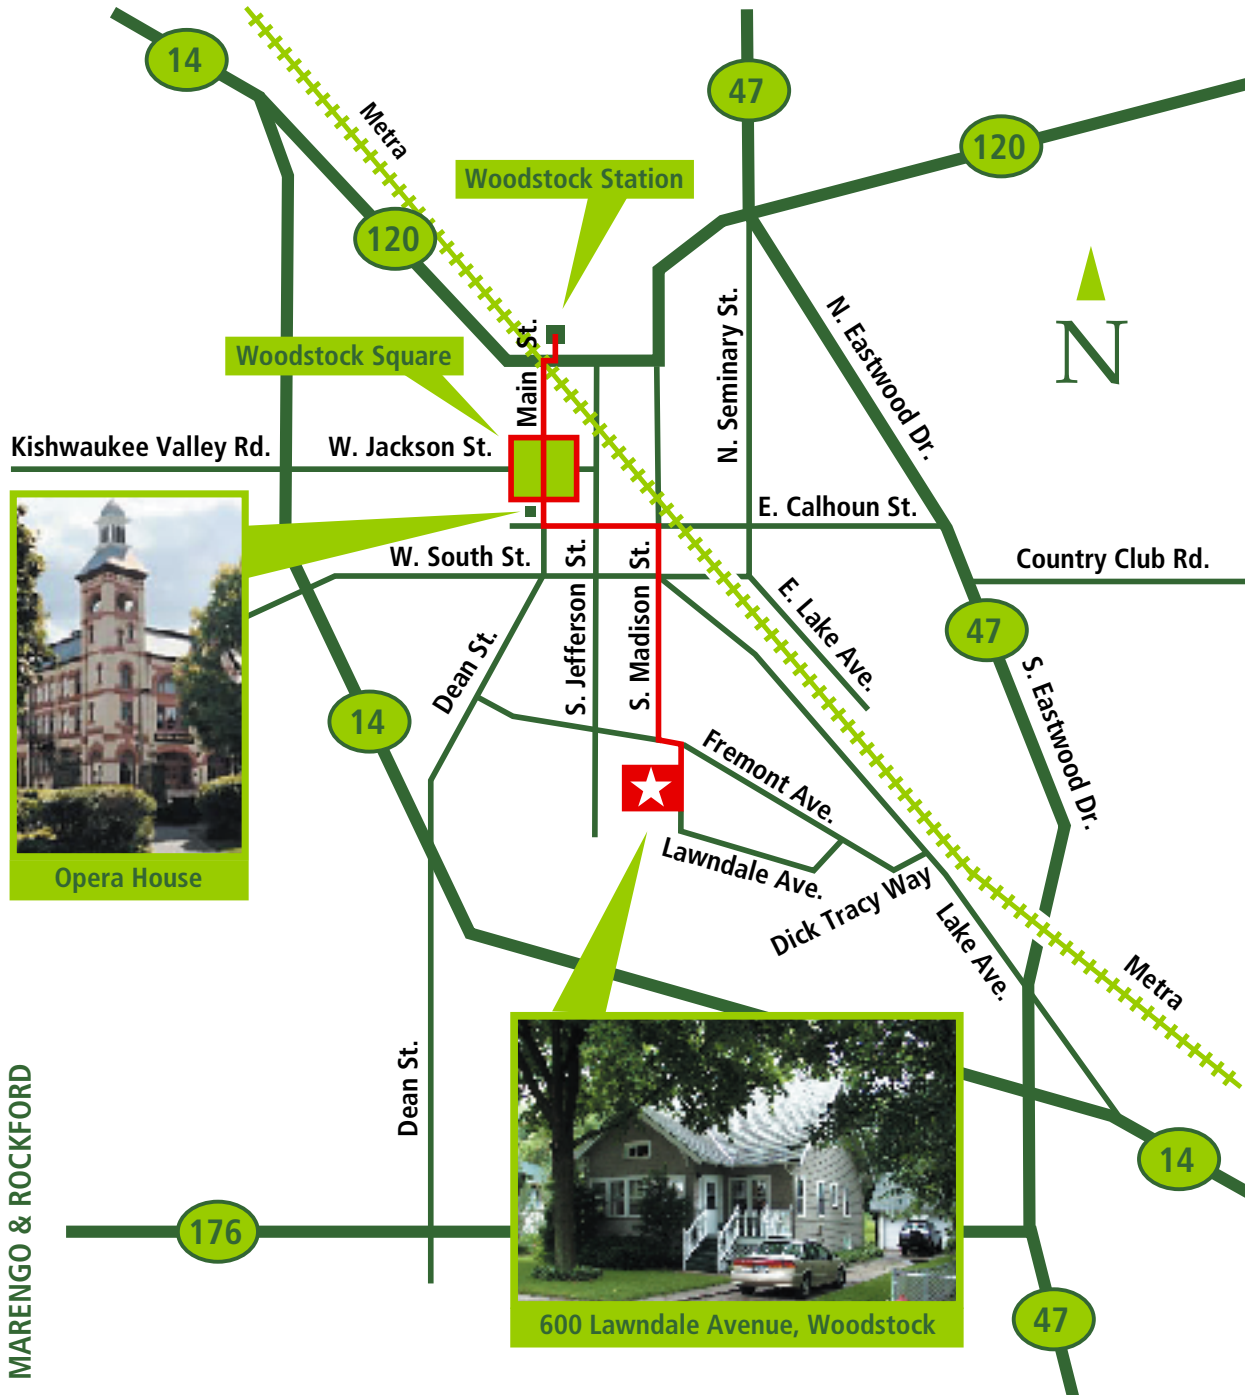 14
47
Metra
120
Woodstock Station
120
N
Main St.
N. Seminary St.
N. Eastwood Dr.
Woodstock Square
Kishwaukee Valley Rd.
W. Jackson St.
E. Calhoun St.
W. South St.
Country Club Rd.
S. Jefferson St.
S. Madison St.
E. Lake Ave.
47
Dean St.
14
S. Eastwood Dr.
Fremont Ave.
Lawndale Ave.
Opera House
Dick Tracy Way
Lake Ave.
Metra
Dean St.
MARENGO & ROCKFORD
14
176
47
600 Lawndale Avenue, Woodstock